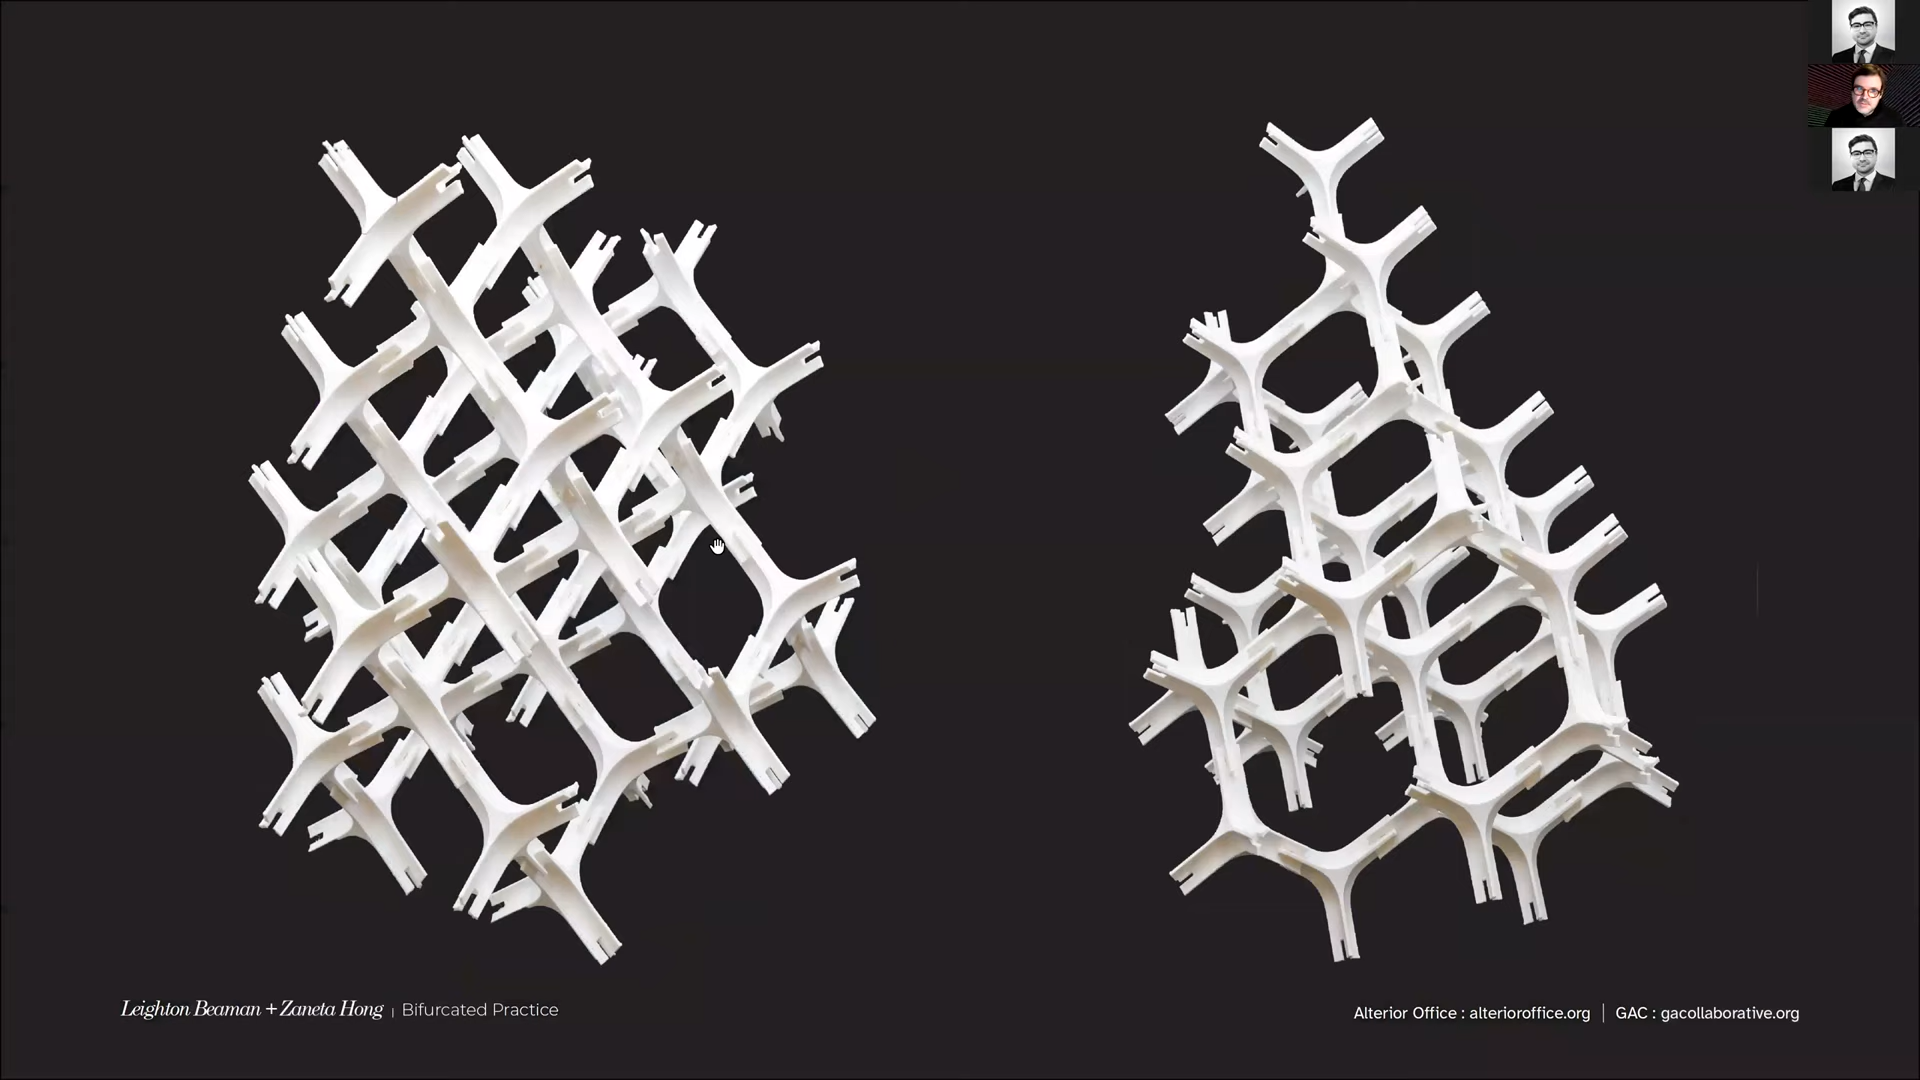 Leighton Beaman + Zaneta Hong | Bifurcated Practice
Alterior Office : alterioroffice.org | GAC : gacollaborative.org